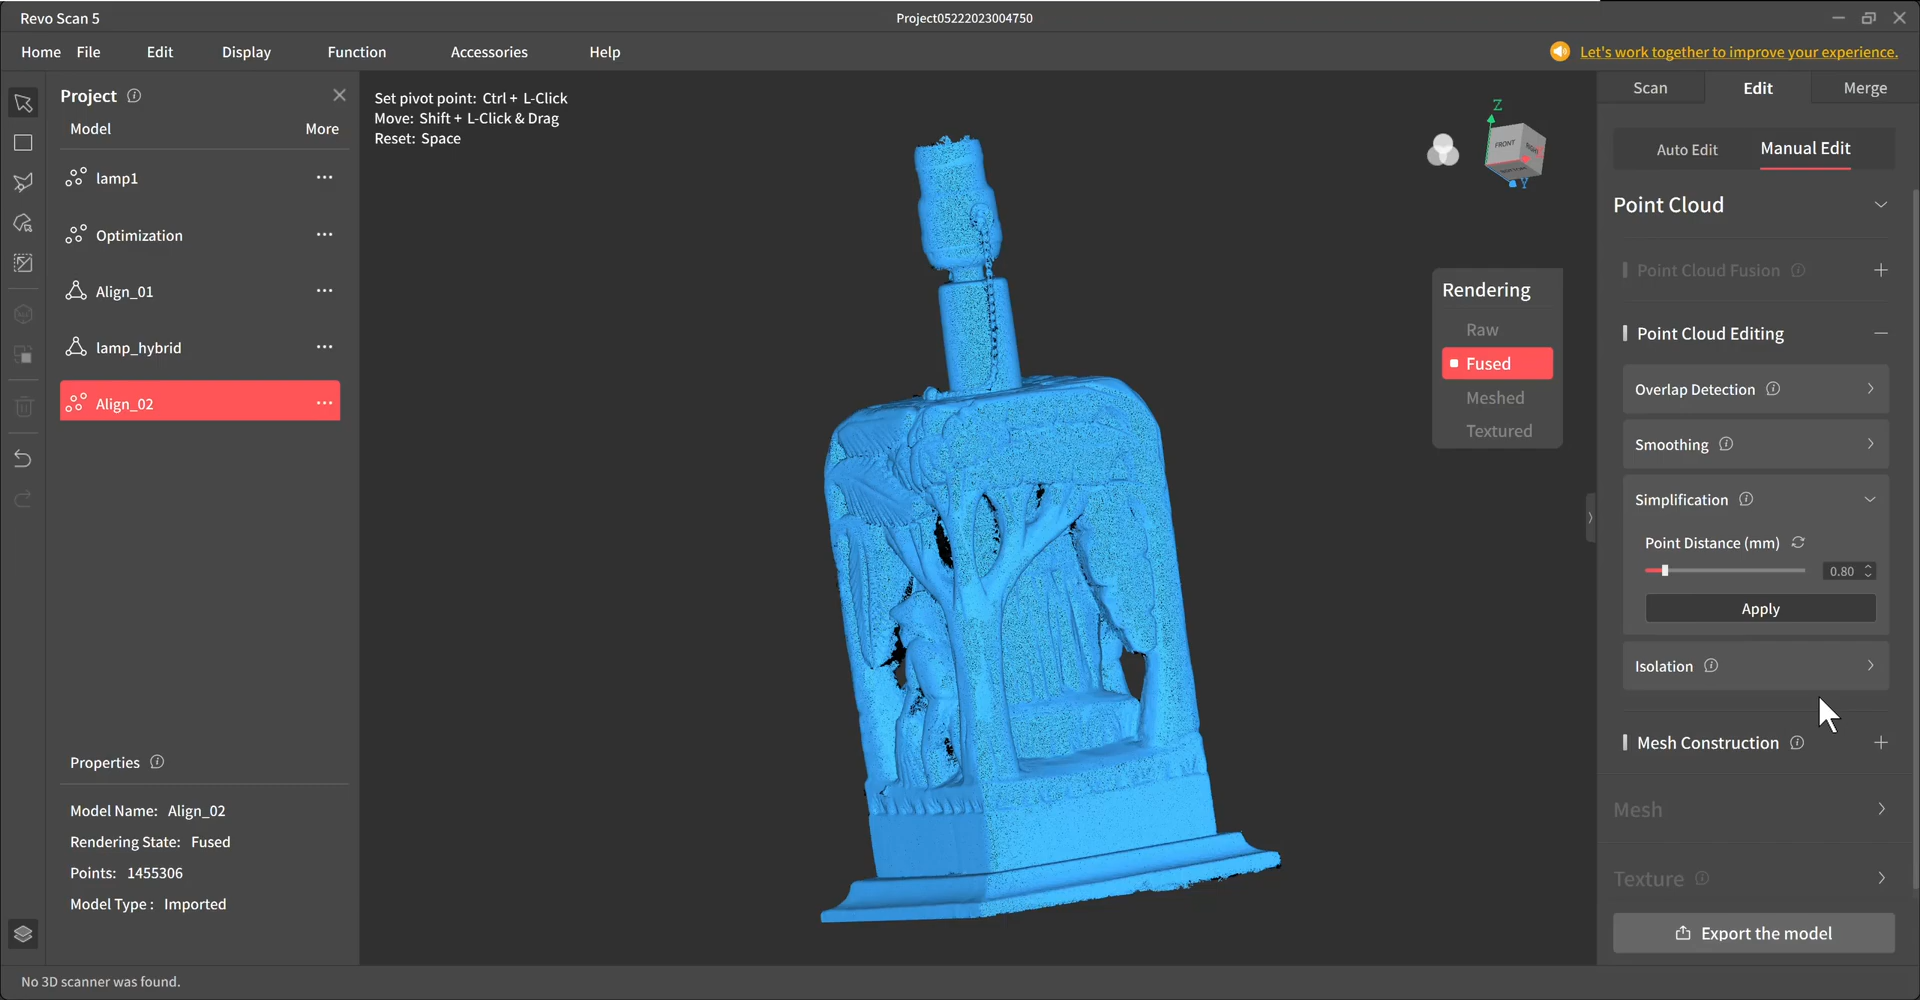 Revo Scan 5
Project05222023004750
Home File Edit Display Function Accessories Help
Let's work together to improve your experience.
Project
Model More
lamp1
Optimization
Align_01
lamp_hybrid
Align_02
Properties
Model Name: Align_02
Rendering State: Fused
Points: 1455306
Model Type : Imported
Set pivot point: Ctrl + L-Click
Move: Shift + L-Click & Drag
Reset: Space
Z
FRONT
RIGHT
Y
Rendering
Raw
Fused
Meshed
Textured
Scan Edit Merge
Auto Edit Manual Edit
Point Cloud
Point Cloud Fusion
Point Cloud Editing
Overlap Detection
Smoothing
Simplification
Point Distance (mm)
0.80
Apply
Isolation
Mesh Construction
Mesh
Texture
Export the model
No 3D scanner was found.